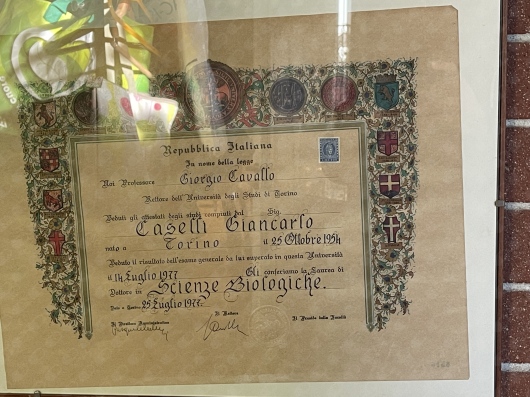 Repubblica Italiana
In nome della legge
Noi Professore Giorgio Cavallo
Rettore dell'Università degli Studi di Torino
Veduti gli attestati degli studi compiuti dal Sig.
Caselli Giancarlo
nato a Torino il 25 Ottobre 1954
Veduto il risultato dell'esame generale da lui superato in questa Università
il 14 Luglio 1977 Gli conferiamo la Laurea di
Dottore in Scienze Biologiche.
25 Luglio 1977
Il Direttore Amministrativo Il Rettore Il Preside della Facoltà